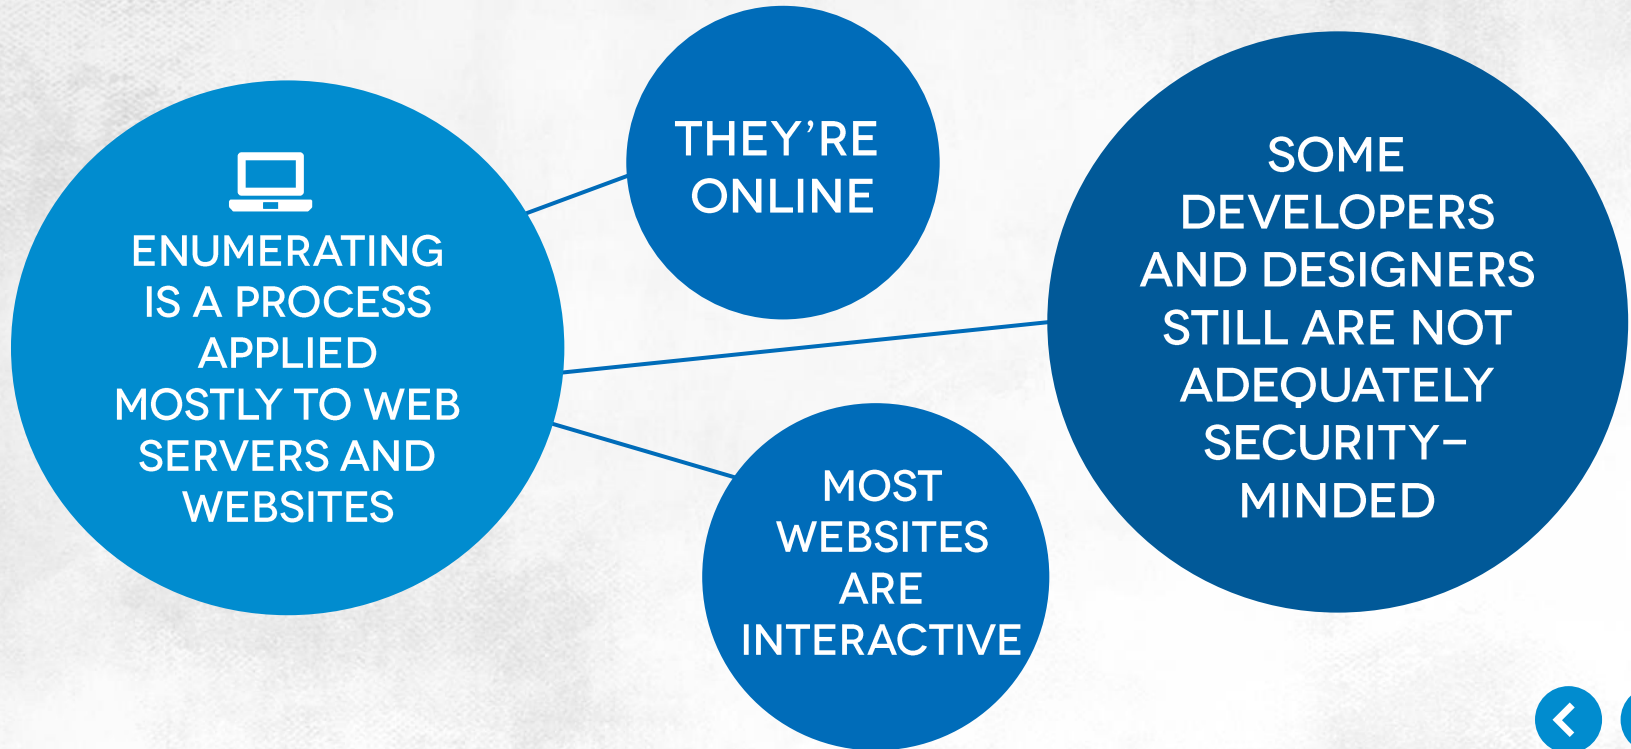 ENUMERATING
IS A PROCESS
APPLIED
MOSTLY TO WEB
SERVERS AND
WEBSITES
THEY’RE
ONLINE
MOST
WEBSITES
ARE
INTERACTIVE
SOME
DEVELOPERS
AND DESIGNERS
STILL ARE NOT
ADEQUATELY
SECURITY–
MINDED